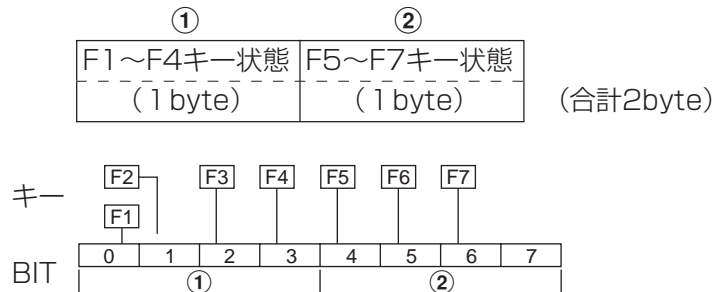 ① ②
F1～F4キー状態 F5～F7キー状態
(1byte) (1byte) (合計2byte)
F2 F3 F4 F5 F6 F7
キー
F1
0 1 2 3 4 5 6 7
BIT ① ②